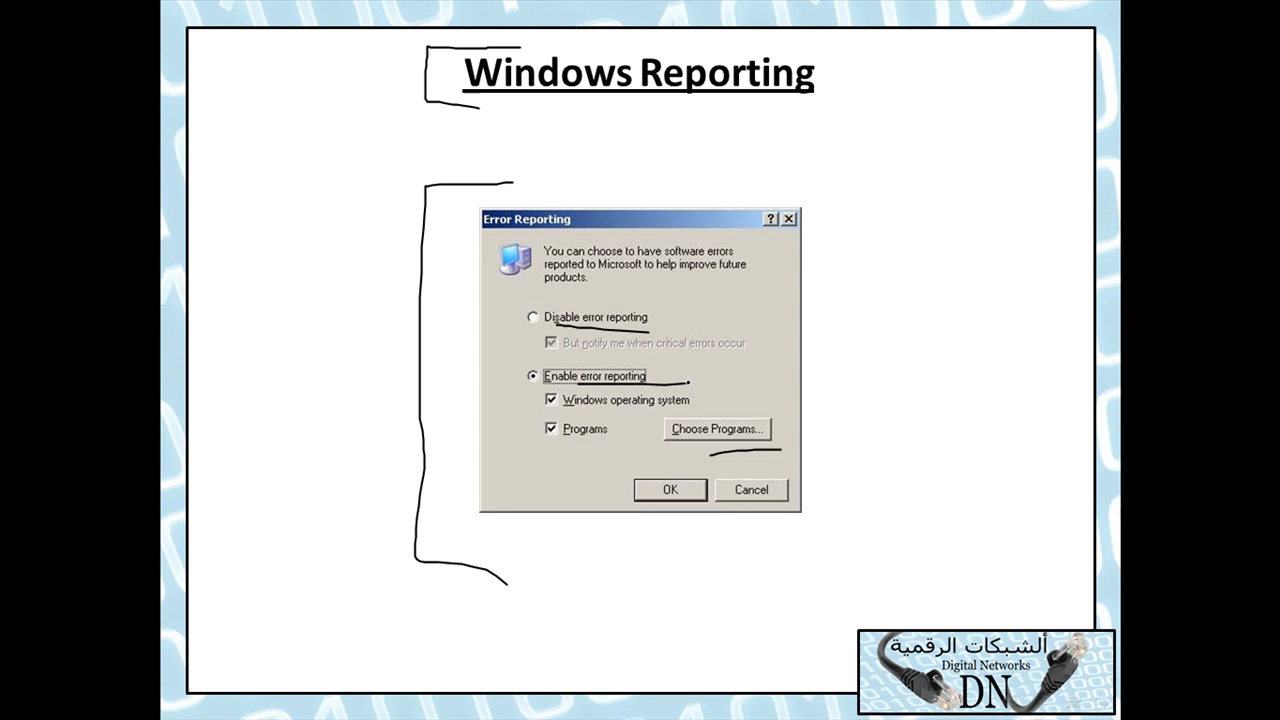 Windows Reporting
Error Reporting
You can choose to have software errors
reported to Microsoft to help improve future
products.
Disable error reporting
But notify me when critical errors occur
Enable error reporting
Windows operating system
Programs
Choose Programs...
OK
Cancel
ألشبكات الرقمية
Digital Networks
DN